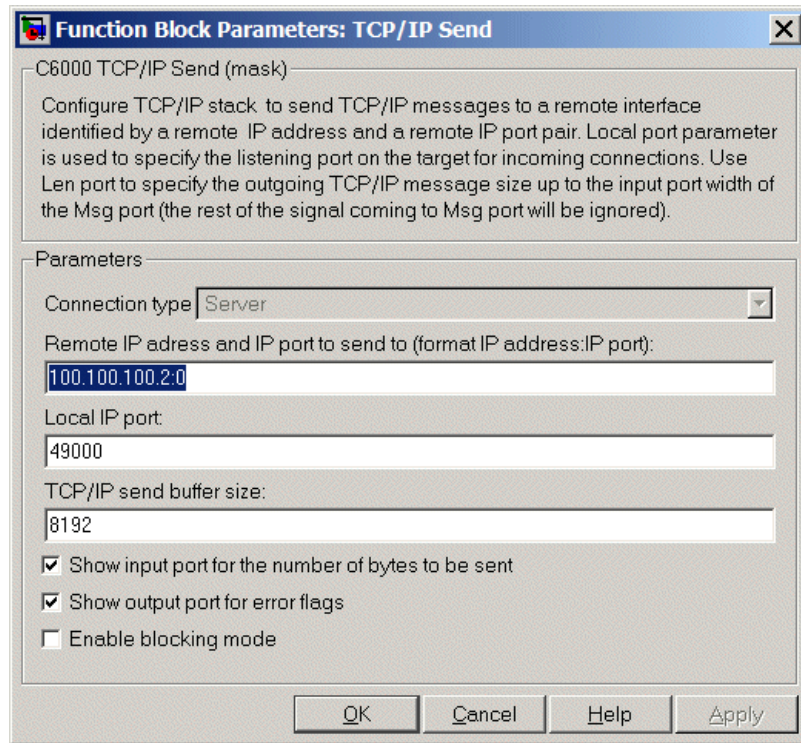 Function Block Parameters: TCP/IP Send
C6000 TCP/IP Send (mask)
Configure TCP/IP stack to send TCP/IP messages to a remote interface
identified by a remote IP address and a remote IP port pair. Local port parameter
is used to specify the listening port on the target for incoming connections. Use
Len port to specify the outgoing TCP/IP message size up to the input port width of
the Msg port (the rest of the signal coming to Msg port will be ignored).
Parameters
Connection type Server
Remote IP adress and IP port to send to (format IP address:IP port):
100.100.100.2:0
Local IP port:
49000
TCP/IP send buffer size:
8192
Show input port for the number of bytes to be sent
Show output port for error flags
Enable blocking mode
OK Cancel Help Apply